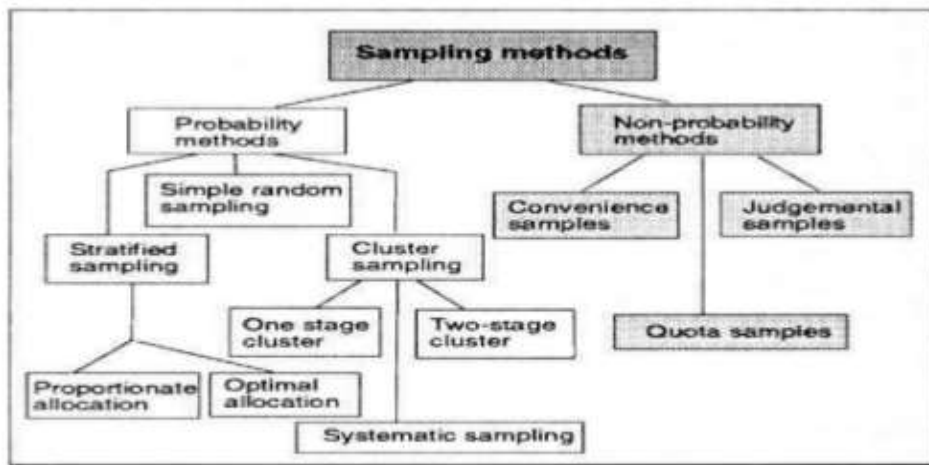 Sampling methods
Probability
methods
Non-probability
methods
Simple random
sampling
Convenience
samples
Judgemental
samples
Stratified
sampling
Cluster
sampling
One stage
cluster
Two-stage
cluster
Quota samples
Proportionate
allocation
Optimal
allocation
Systematic sampling